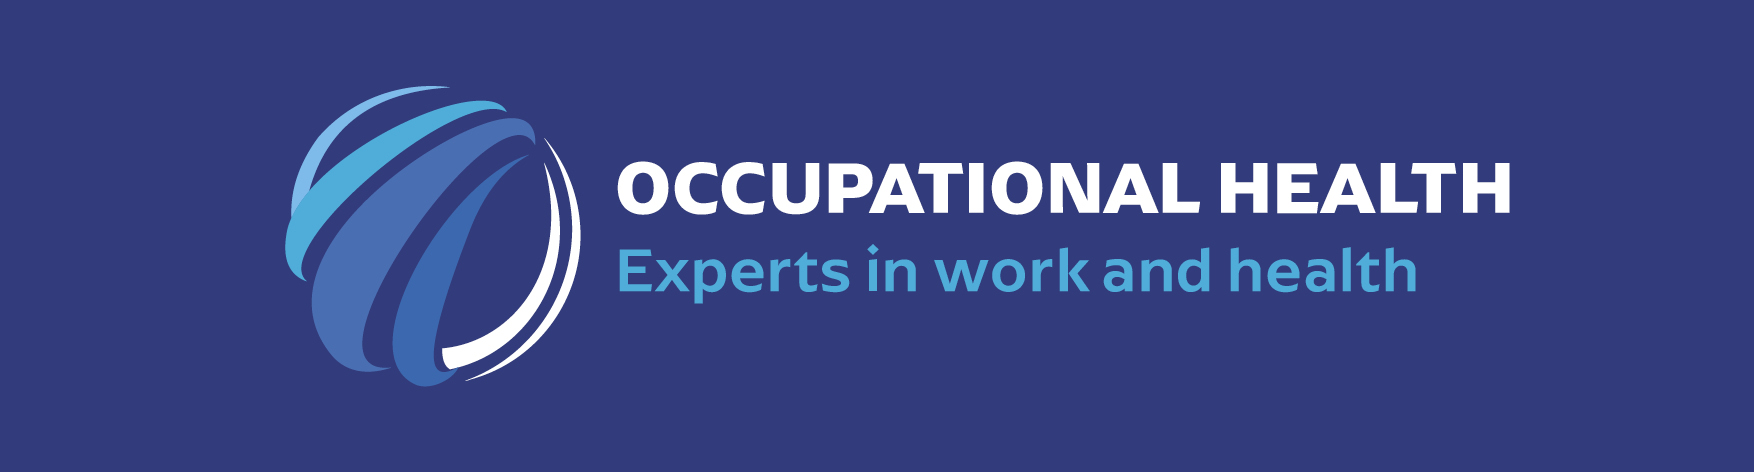 OCCUPATIONAL HEALTH
Experts in work and health